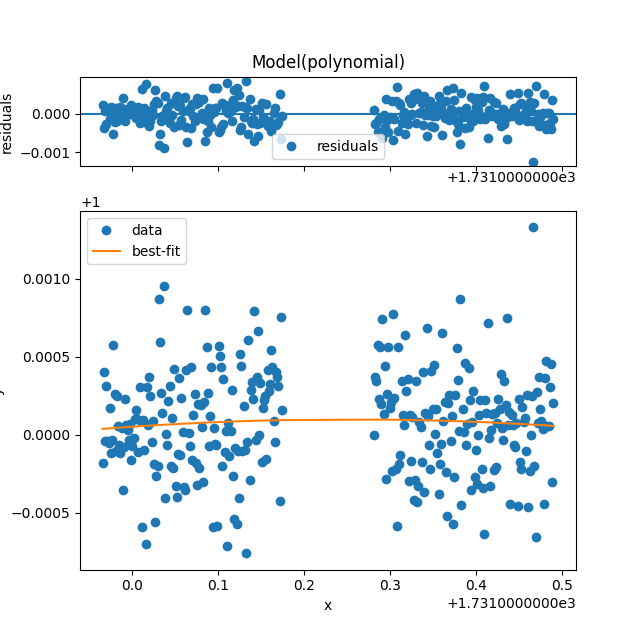 Model(polynomial)
residuals
0.000
−0.001
residuals
+1.7310000000e3
+1
data
best-fit
0.0010
0.0005
0.0000
−0.0005
0.0
0.1
0.2
0.3
0.4
0.5
x
+1.7310000000e3